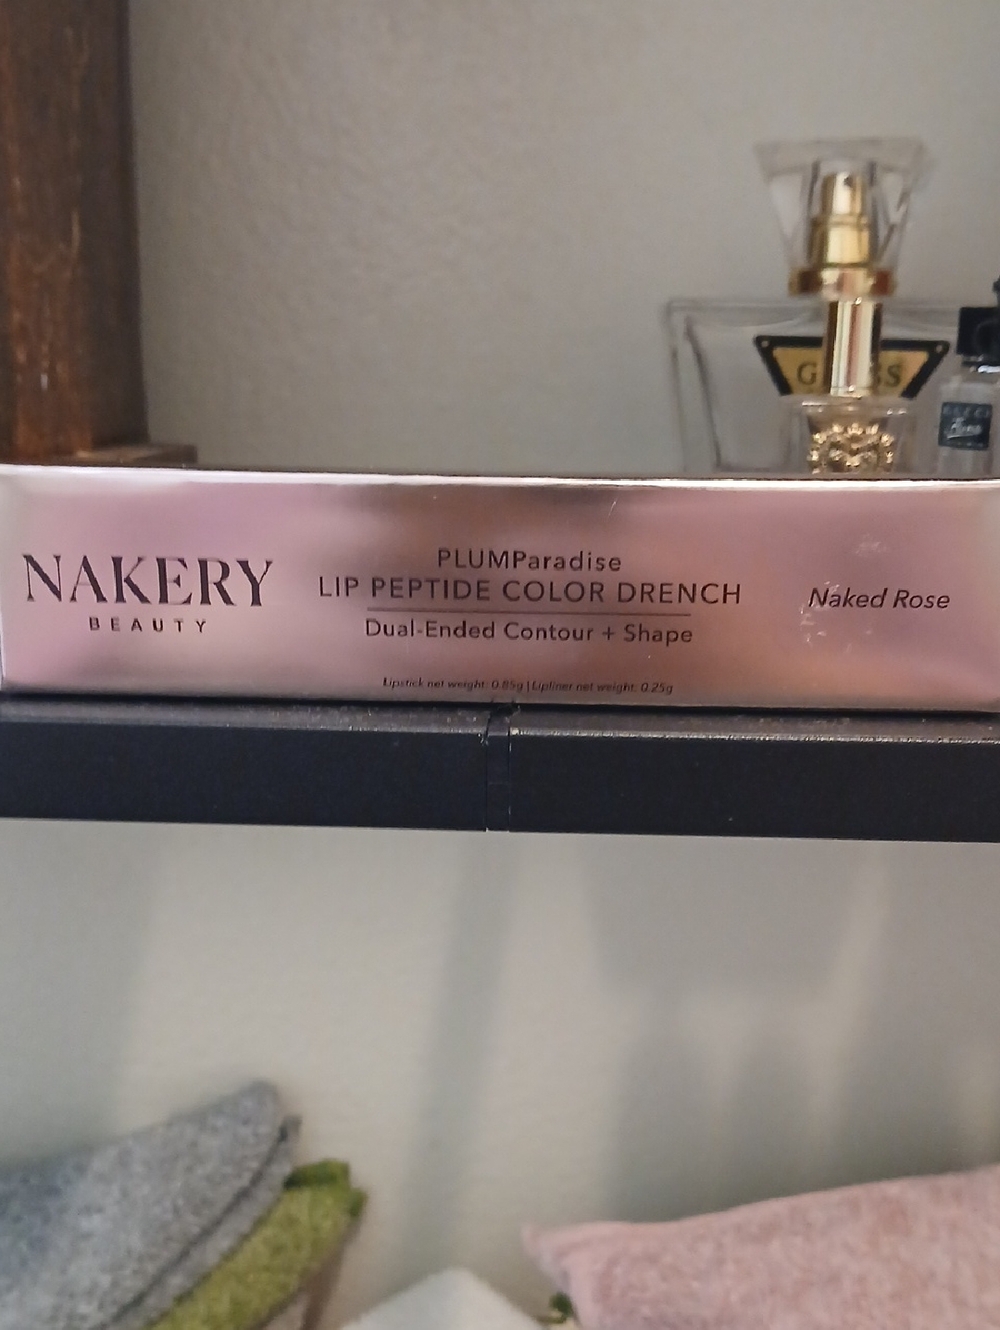 NAKERY
BEAUTY
PLUMParadise
LIP PEPTIDE COLOR DRENCH
Dual-Ended Contour + Shape
Lipstick net weight: 0.85g | Lipliner net weight: 0.25g
Naked Rose